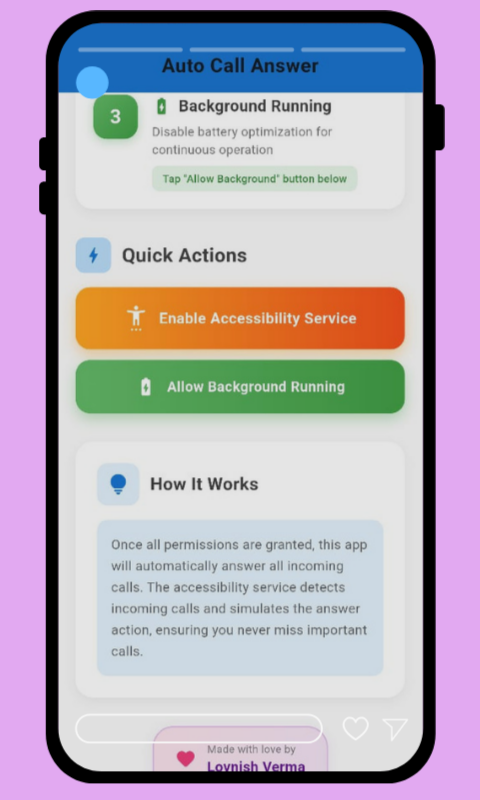 Auto Call Answer
3
Background Running
Disable battery optimization for
continuous operation
Tap "Allow Background" button below
Quick Actions
Enable Accessibility Service
Allow Background Running
How It Works
Once all permissions are granted, this app
will automatically answer all incoming
calls. The accessibility service detects
incoming calls and simulates the answer
action, ensuring you never miss important
calls.
Made with love by
Lovnish Verma